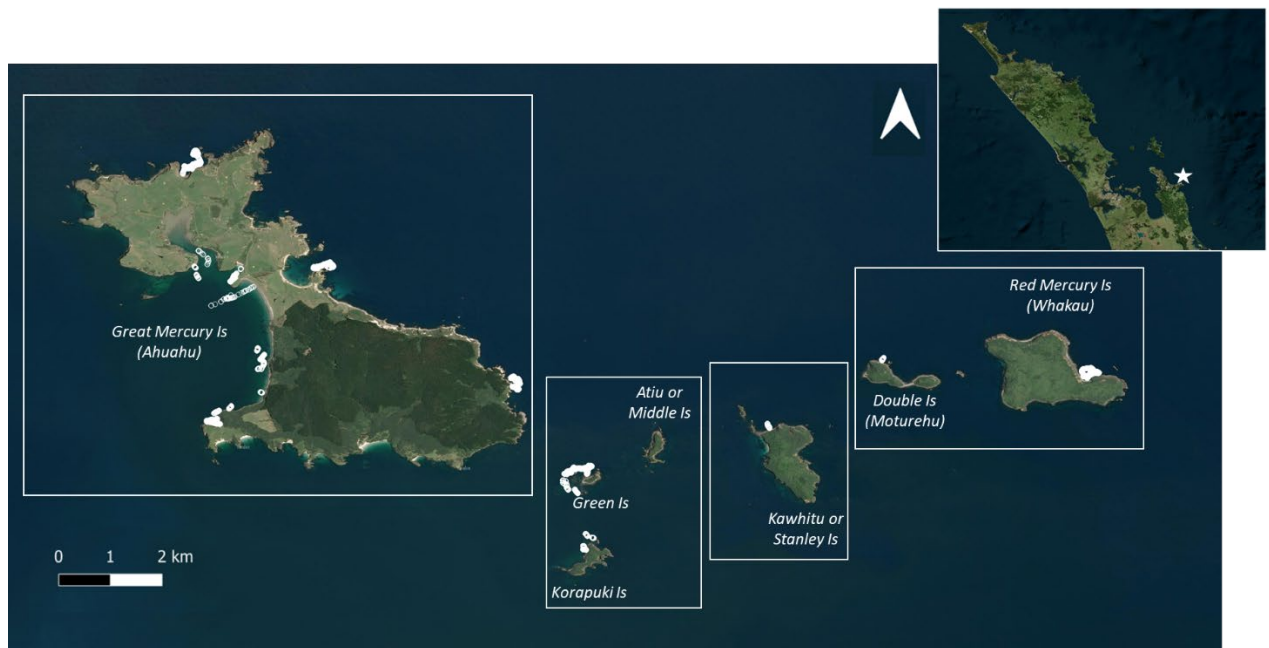 Great Mercury Is
(Ahuahu)
Atiu or
Middle Is
Green Is
Korapuki Is
Kawhitu or
Stanley Is
Red Mercury Is
(Whakau)
Double Is
(Moturehu)
0 1 2 km